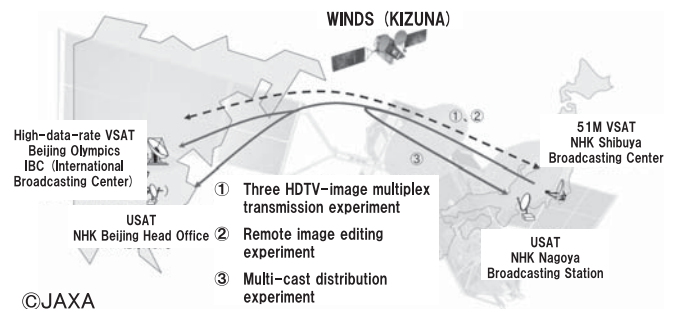 WINDS (KIZUNA)
①、②
③
High-data-rate VSAT
Beijing Olympics
IBC (International
Broadcasting Center)
USAT
NHK Beijing Head Office
51M VSAT
NHK Shibuya
Broadcasting Center
USAT
NHK Nagoya
Broadcasting Station
① Three HDTV-image multiplex
transmission experiment
② Remote image editing
experiment
③ Multi-cast distribution
experiment
©JAXA